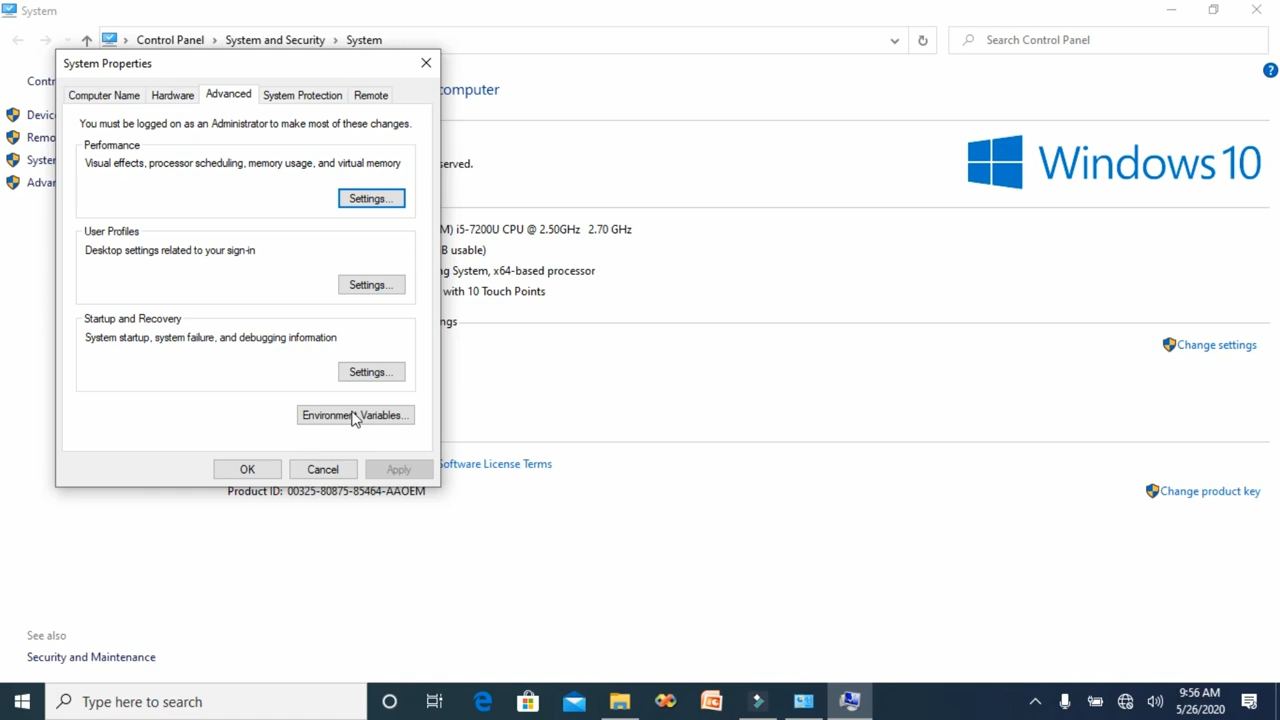 System
Control Panel > System and Security > System
Search Control Panel
Contr
Devic
Remo
System
Advan
System Properties
Computer Name Hardware Advanced System Protection Remote
You must be logged on as an Administrator to make most of these changes.
Performance
Visual effects, processor scheduling, memory usage, and virtual memory
Settings...
User Profiles
Desktop settings related to your sign-in
Settings...
Startup and Recovery
System startup, system failure, and debugging information
Settings...
Environment Variables...
OK Cancel Apply
computer
served.
Windows 10
M) i5-7200U CPU @ 2.50GHz 2.70 GHz
B usable)
g System, x64-based processor
with 10 Touch Points
ngs
Change settings
Software License Terms
Product ID: 00325-80875-85464-AAOEM
Change product key
See also
Security and Maintenance
Type here to search
9:56 AM
5/26/2020